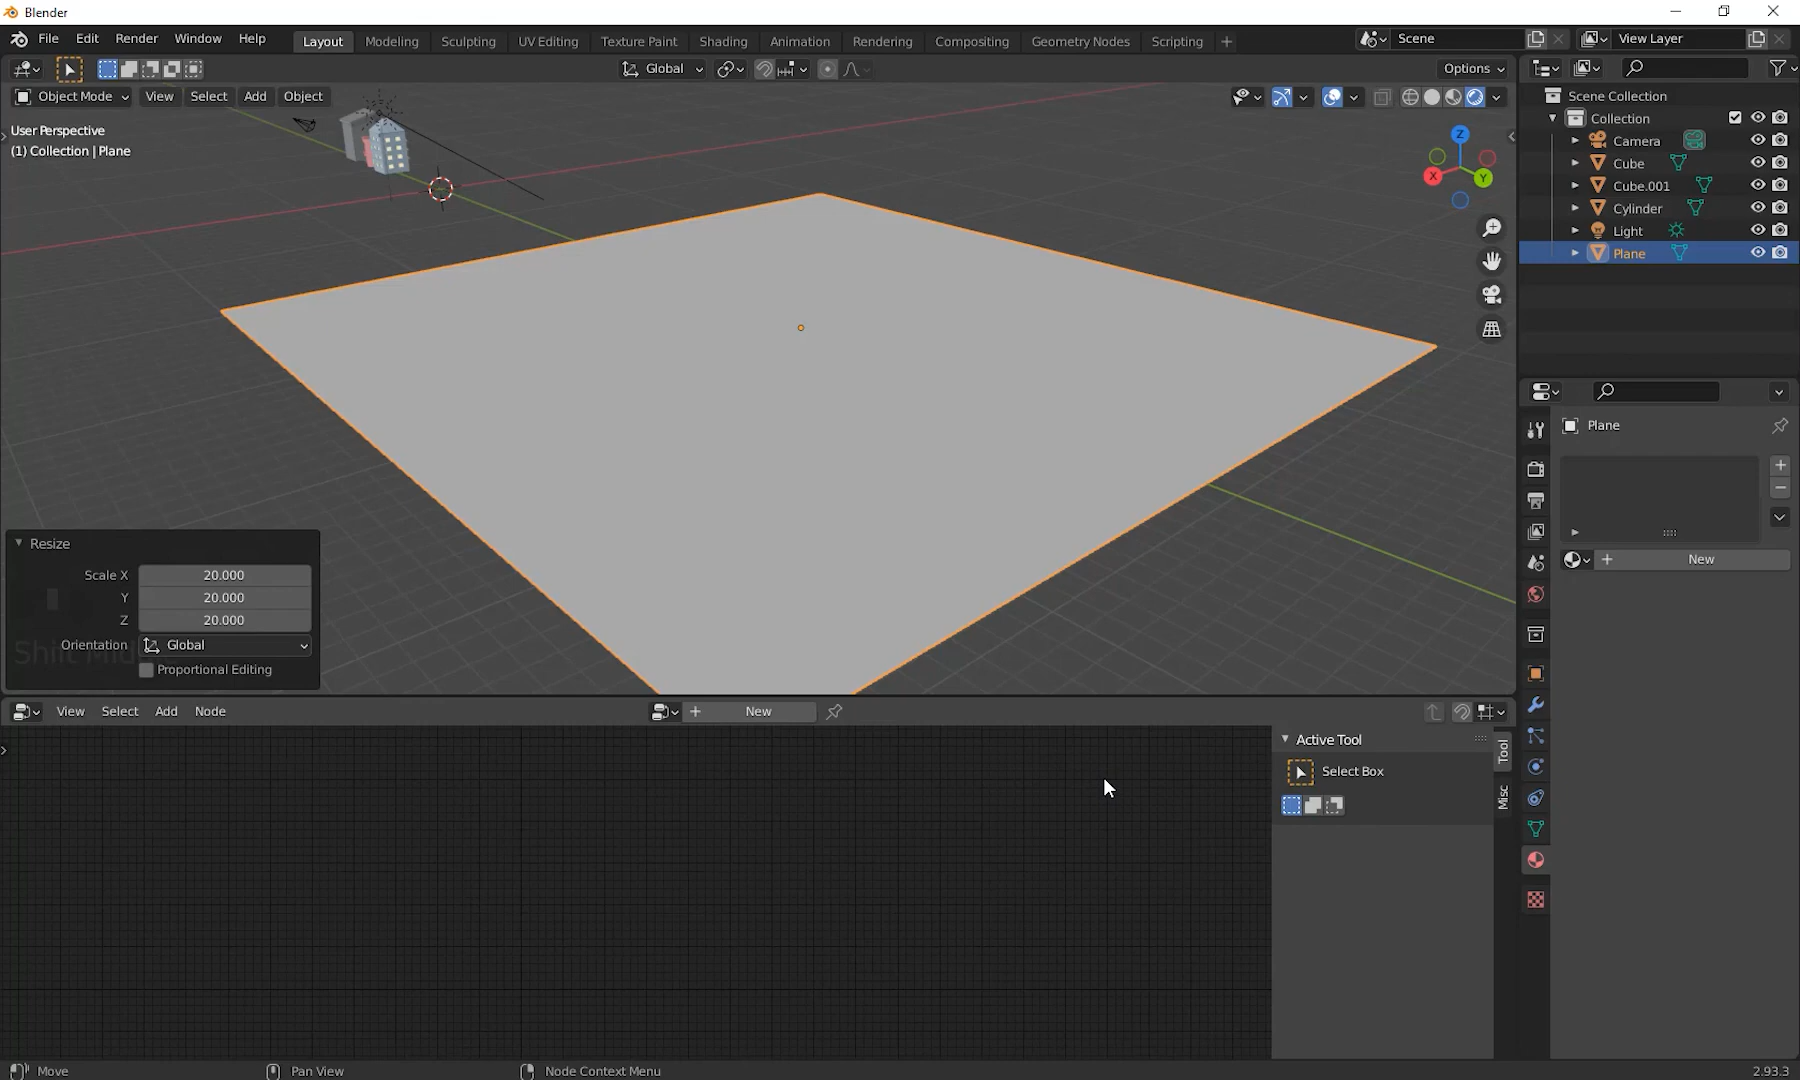 Blender
File Edit Render Window Help Layout Modeling Sculpting UV Editing Texture Paint Shading Animation Rendering Compositing Geometry Nodes Scripting + Scene View Layer
Global Options
Object Mode View Select Add Object
User Perspective
(1) Collection | Plane
Z
X
Y
Scene Collection
Collection
Camera
Cube
Cube.001
Cylinder
Light
Plane
Plane
+ New
Resize
Scale X 20.000
Y 20.000
Z 20.000
Orientation Global
Proportional Editing
View Select Add Node + New
Active Tool
Select Box
Tool
Misc
Move Pan View Node Context Menu 2.93.3